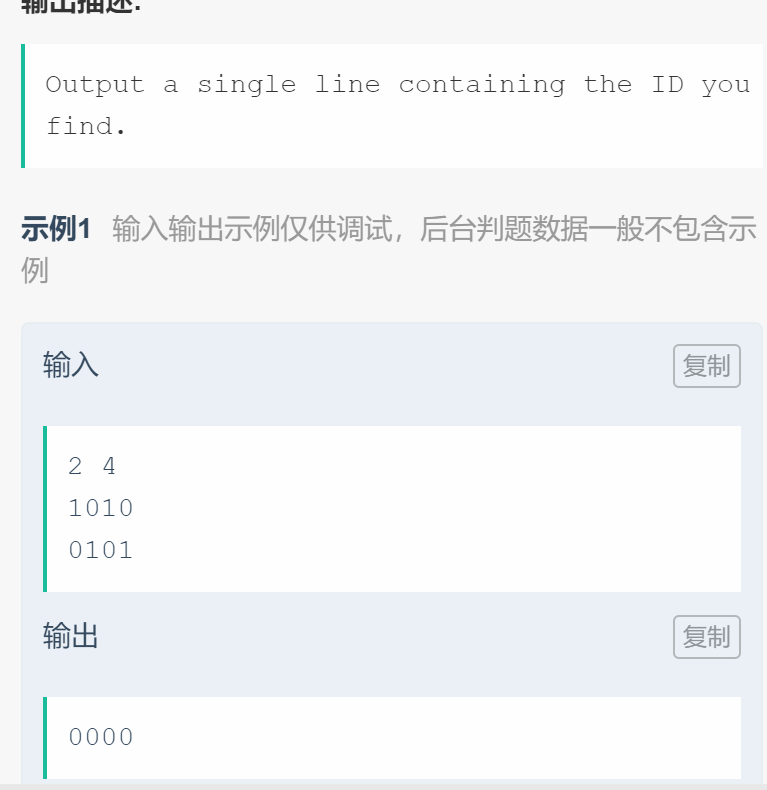 输出描述:
Output a single line containing the ID you
find.
示例1 输入输出示例仅供调试，后台判题数据一般不包含示
例
输入
复制
2 4
1010
0101
输出
复制
0000